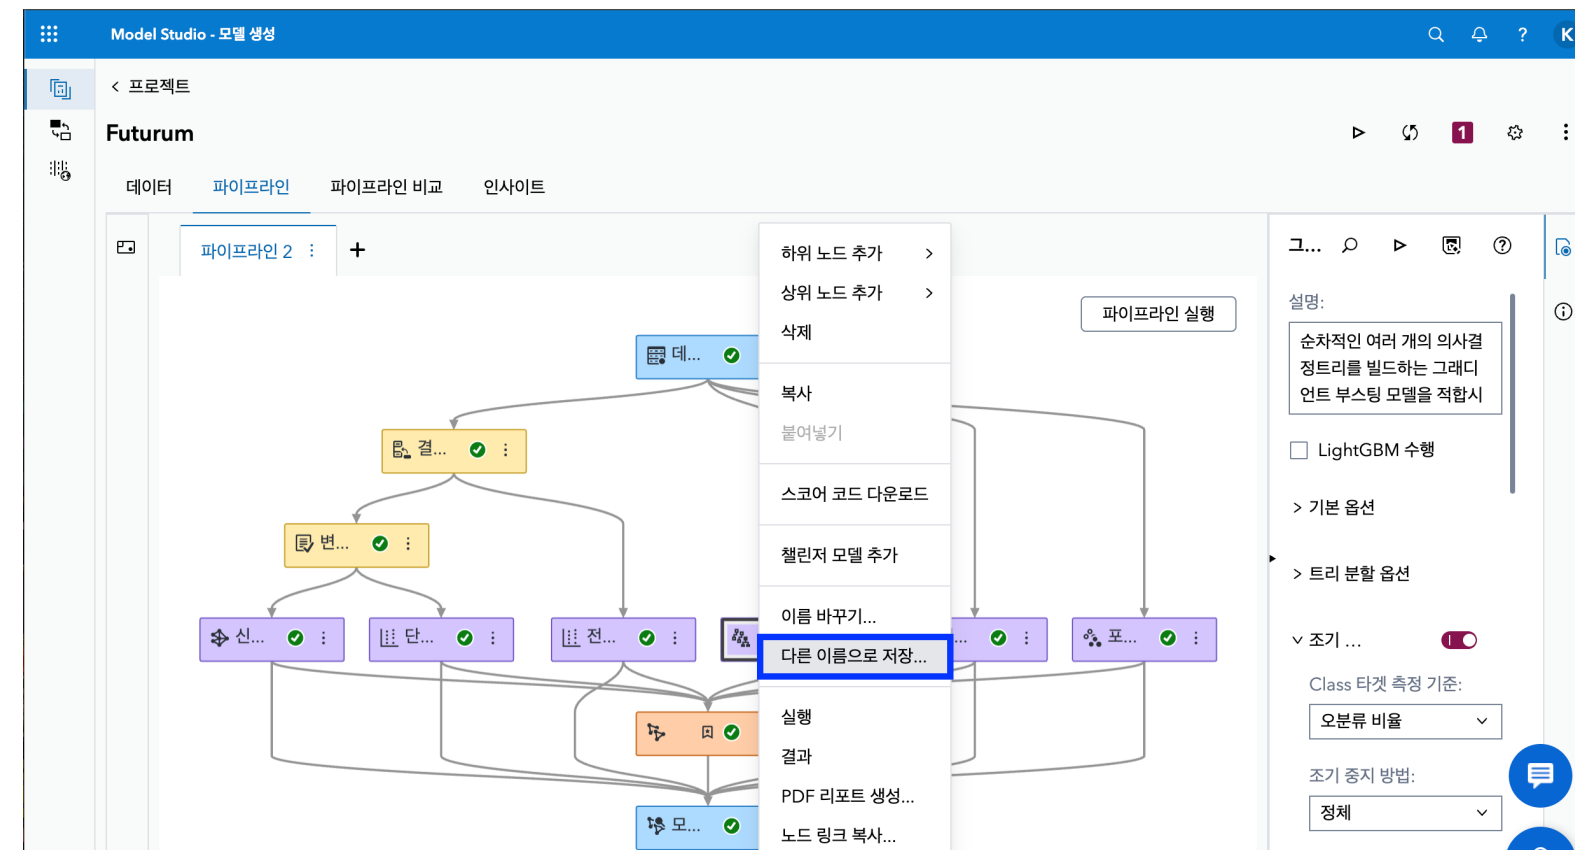 Model Studio - 모델 생성
?
K
< 프로젝트
Futurum
1
데이터 파이프라인 파이프라인 비교 인사이트
파이프라인 2
+
하위 노드 추가
상위 노드 추가
삭제
복사
붙여넣기
스코어 코드 다운로드
챌린저 모델 추가
이름 바꾸기...
다른 이름으로 저장...
실행
결과
PDF 리포트 생성...
노드 링크 복사...
파이프라인 실행
데...
결...
변...
신...
단...
전...
...
포...
모...
그...
설명:
순차적인 여러 개의 의사결
정트리를 빌드하는 그래디
언트 부스팅 모델을 적합시
LightGBM 수행
기본 옵션
트리 분할 옵션
조기 ...
Class 타겟 측정 기준:
오분류 비율
조기 중지 방법:
정체